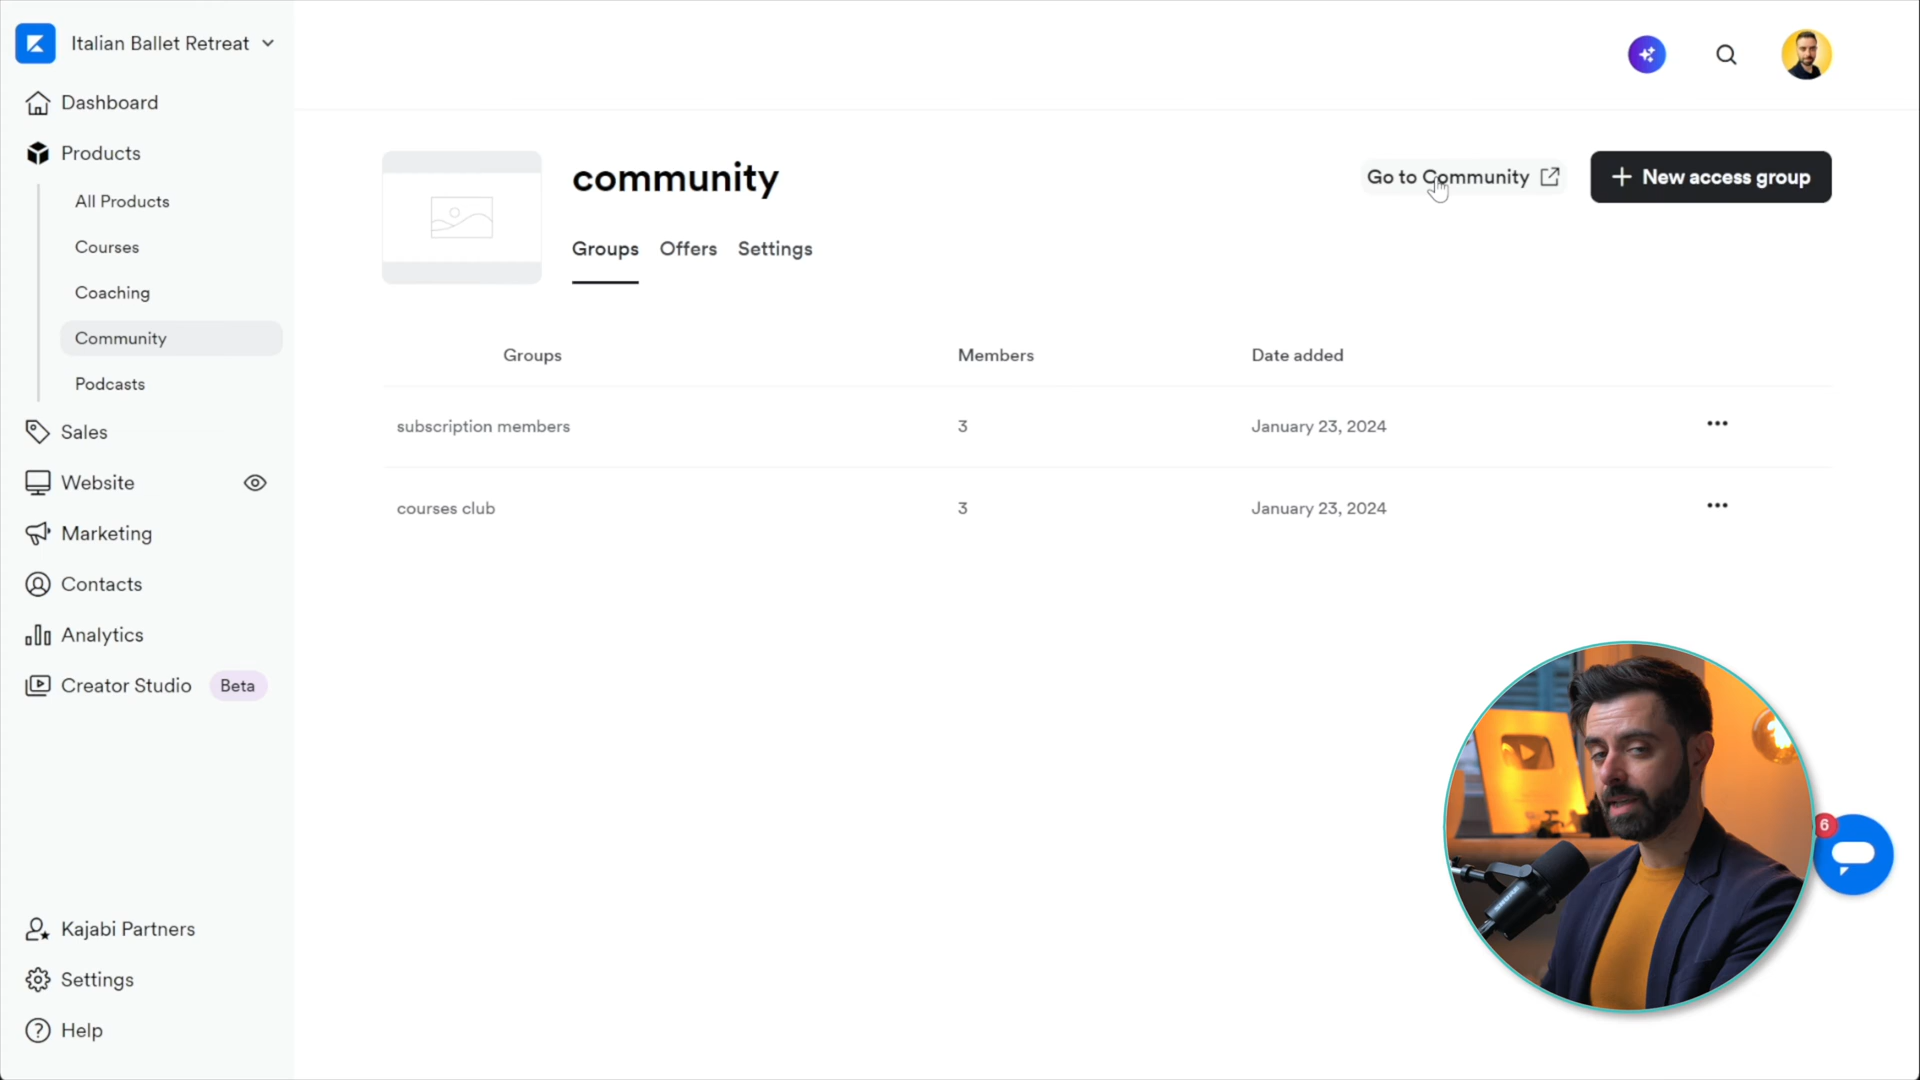 Italian Ballet Retreat
Dashboard
Products
All Products
Courses
Coaching
Community
Podcasts
Sales
Website
Marketing
Contacts
Analytics
Creator Studio Beta
Kajabi Partners
Settings
Help
community
Go to Community
New access group
Groups Offers Settings
Groups Members Date added
subscription members 3 January 23, 2024
courses club 3 January 23, 2024
6